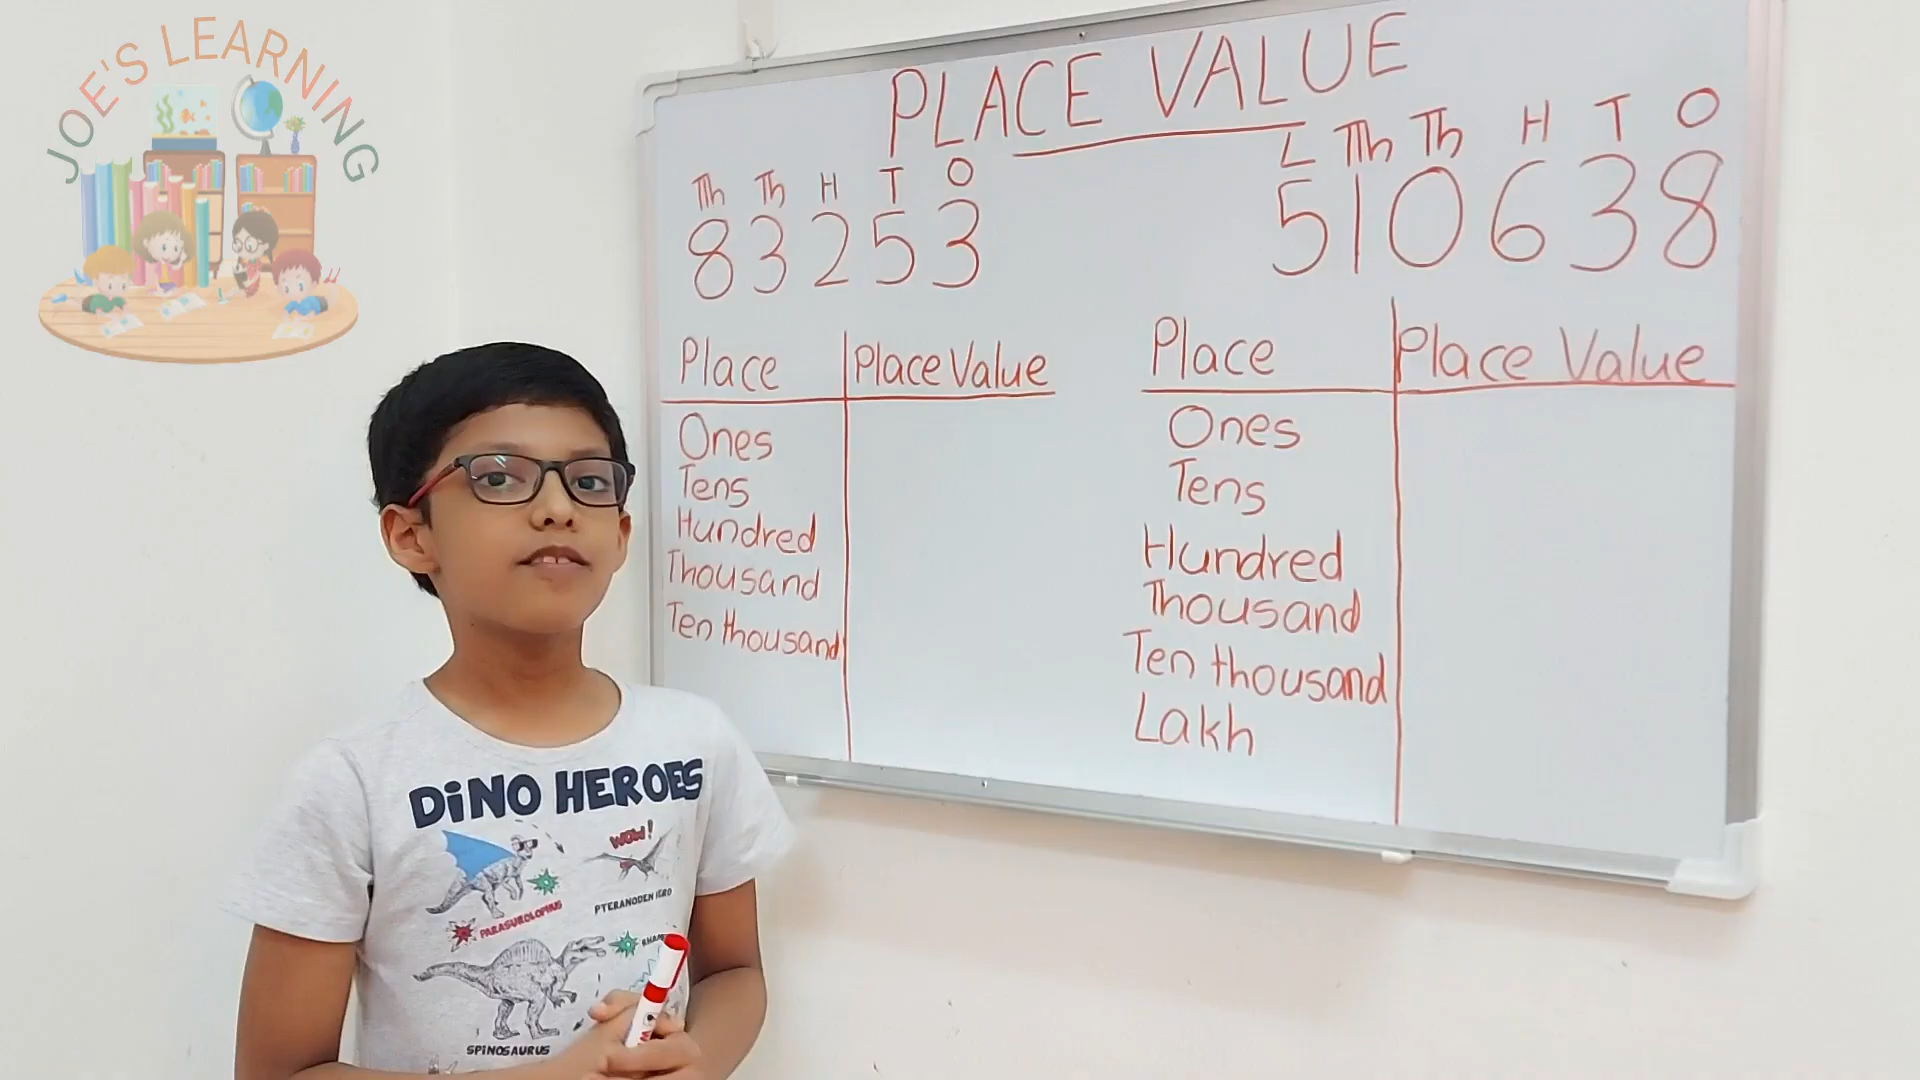 JOE'S LEARNING
PLACE VALUE
Th Th H T O
83253
Place Place Value
Ones
Tens
Hundred
Thousand
Ten thousand
L Th Th H T O
510638
Place Place Value
Ones
Tens
Hundred
Thousand
Ten thousand
Lakh
DiNO HEROES
WOW!
PARASUROLOPHUS
PTERANODEN HERO
SPINOSAURUS